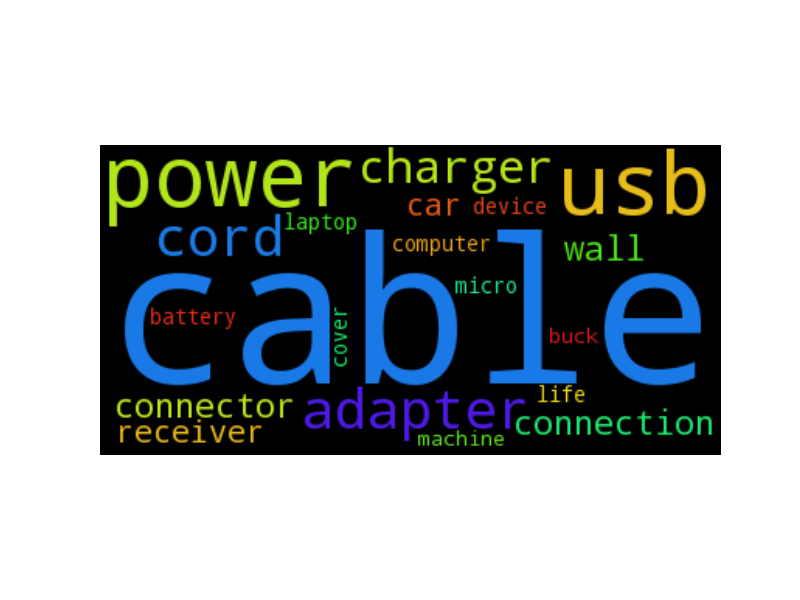 power charger usb
car device
cord laptop
computer wall
cable
micro
battery cover
buck
life
connector adapter
connection
receiver
machine